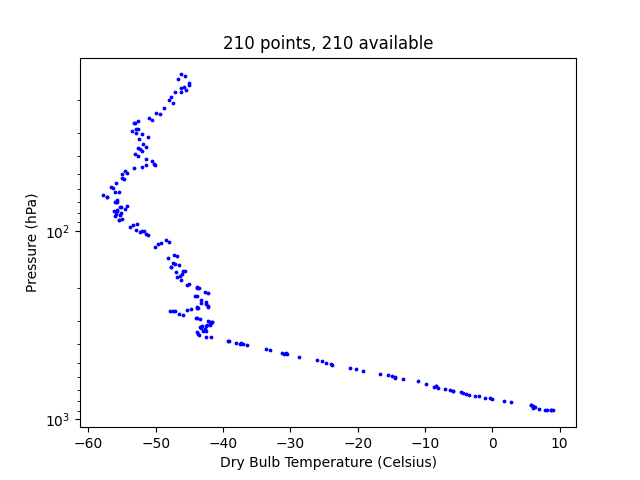 210 points, 210 available
Pressure (hPa)
10²
10³
−60 −50 −40 −30 −20 −10 0 10
Dry Bulb Temperature (Celsius)